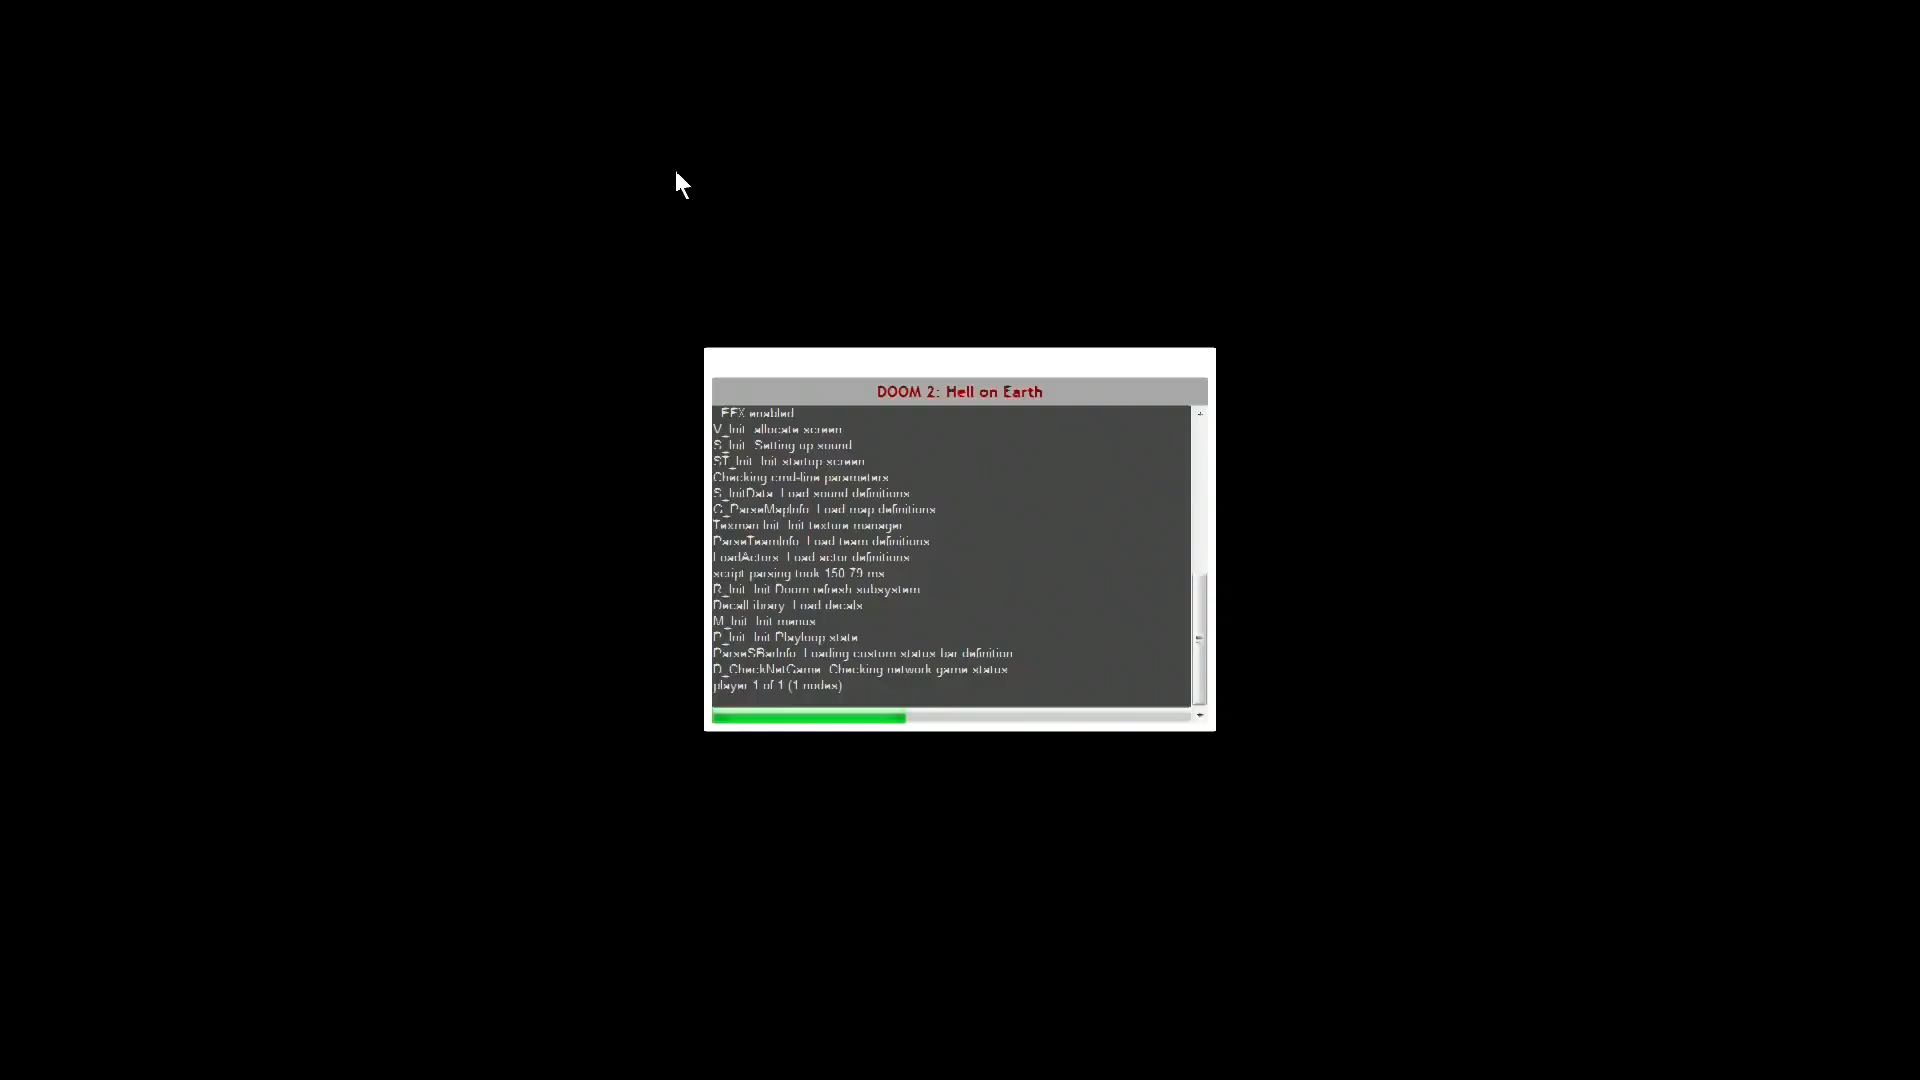 DOOM 2: Hell on Earth
EFX enabled
V_Init: allocate screen.
S_Init: Setting up sound.
ST_Init: Init startup screen.
Checking cmd-line parameters...
S_InitData: Load sound definitions.
G_ParseMapInfo: Load map definitions.
Texman.Init: Init texture manager.
ParseTeamInfo: Load team definitions.
LoadActors: Load actor definitions.
script parsing took 150.79 ms
R_Init: Init Doom refresh subsystem.
DecalLibrary: Load decals.
M_Init: Init menus.
P_Init: Init Playloop state.
ParseSBarInfo: Loading custom status bar definition.
D_CheckNetGame: Checking network game status.
player 1 of 1 (1 nodes)